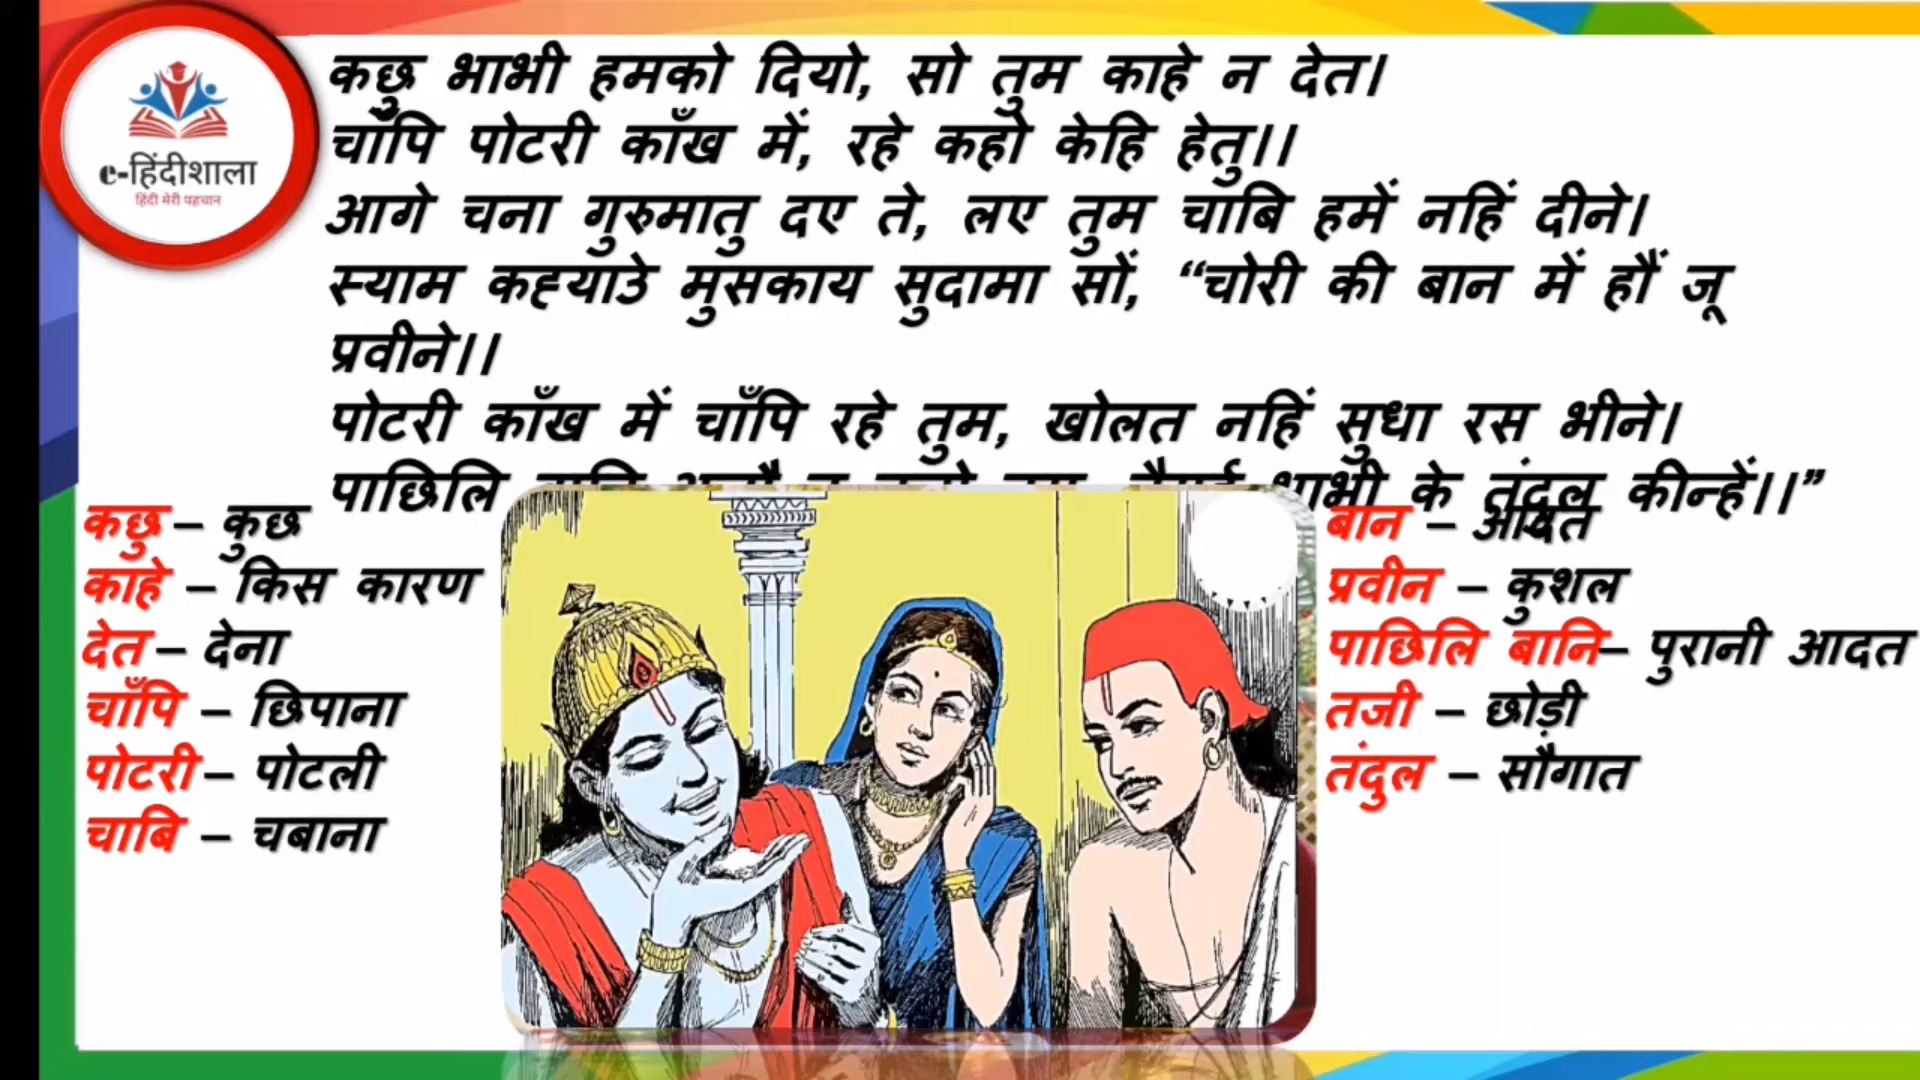 e-हिंदीशाला
हिंदी मेरी पहचान
कछु भाभी हमको दियो, सो तुम काहे न देत।
चाँपि पोटरी काँख में, रहे कहो केहि हेतु।।
आगे चना गुरुमातु दए ते, लए तुम चाबि हमें नहिं दीने।
स्याम कह्याउे मुसकाय सुदामा सों, “चोरी की बान में हौं जू
प्रवीने।।
पोटरी काँख में चाँपि रहे तुम, खोलत नहिं सुधा रस भीने।
पाछिलि भाभी के तंदुल कीन्हें।।”
कछु – कुछ
काहे – किस कारण
देत – देना
चाँपि – छिपाना
पोटरी – पोटली
चाबि – चबाना
बान – आदत
प्रवीन – कुशल
पाछिलि बानि– पुरानी आदत
तजी – छोड़ी
तंदुल – सौगात